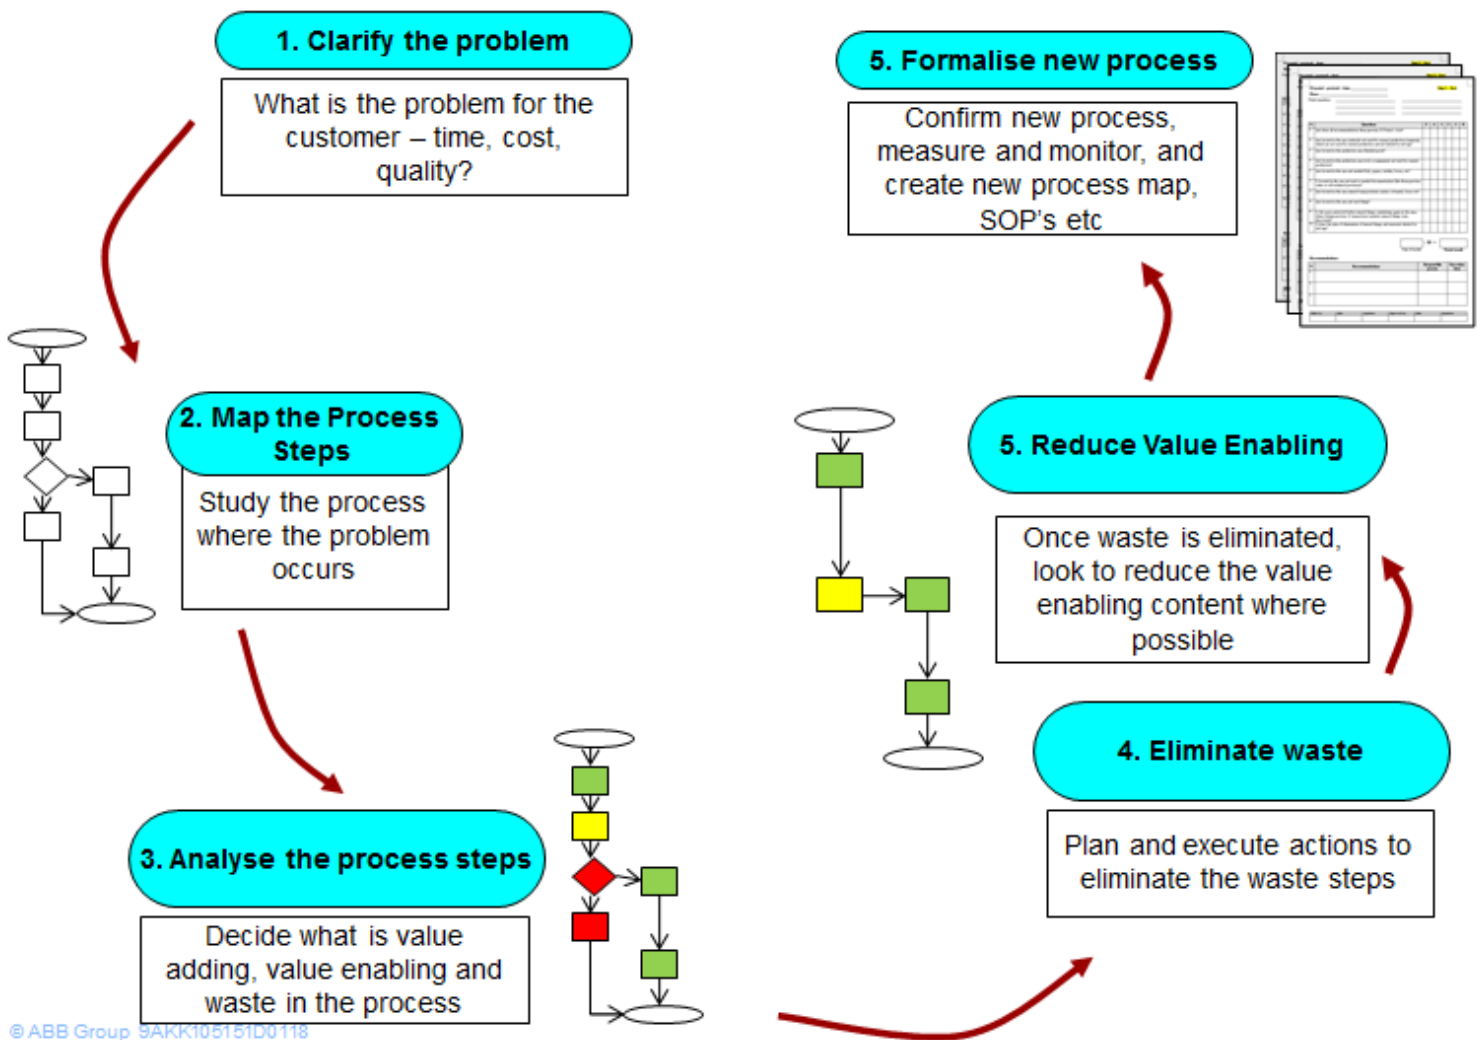 1. Clarify the problem
What is the problem for the
customer – time, cost,
quality?
2. Map the Process
Steps
Study the process
where the problem
occurs
3. Analyse the process steps
Decide what is value
adding, value enabling and
waste in the process
4. Eliminate waste
Plan and execute actions to
eliminate the waste steps
5. Reduce Value Enabling
Once waste is eliminated,
look to reduce the value
enabling content where
possible
5. Formalise new process
Confirm new process,
measure and monitor, and
create new process map,
SOP's etc
© ABB Group 9AKK105151D0118